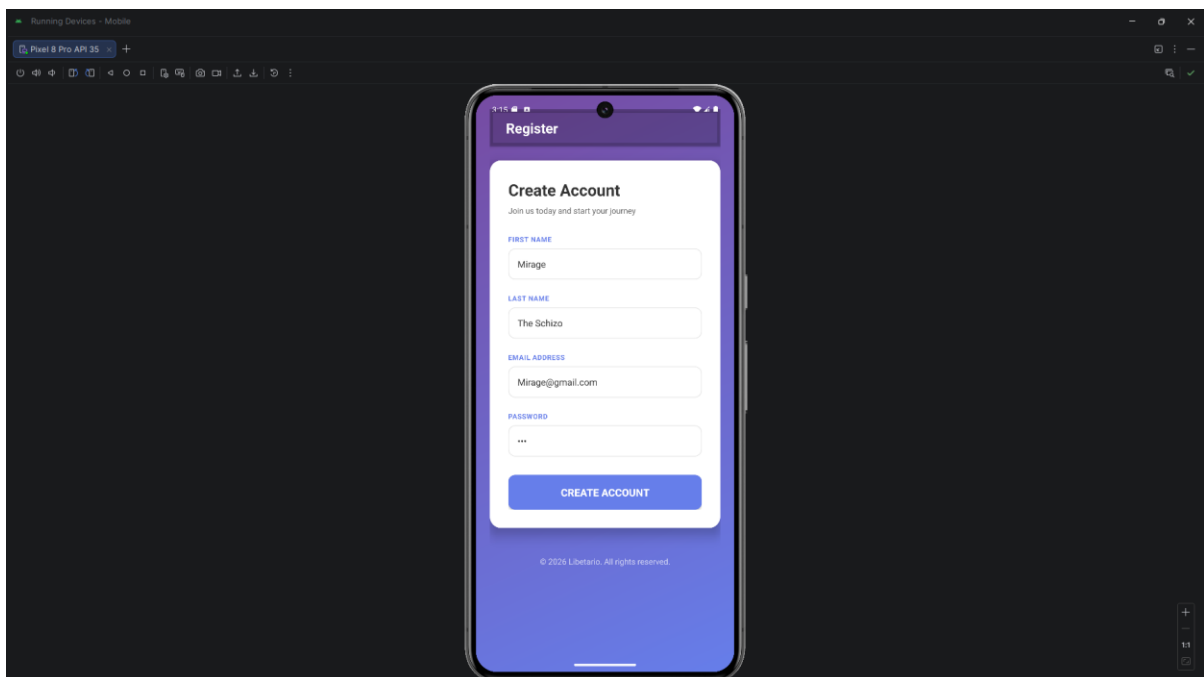 Running Devices - Mobile
Pixel 8 Pro API 35
3:15
Register
Create Account
Join us today and start your journey
FIRST NAME
Mirage
LAST NAME
The Schizo
EMAIL ADDRESS
Mirage@gmail.com
PASSWORD
•••
CREATE ACCOUNT
© 2026 Libetario. All rights reserved.
1:1